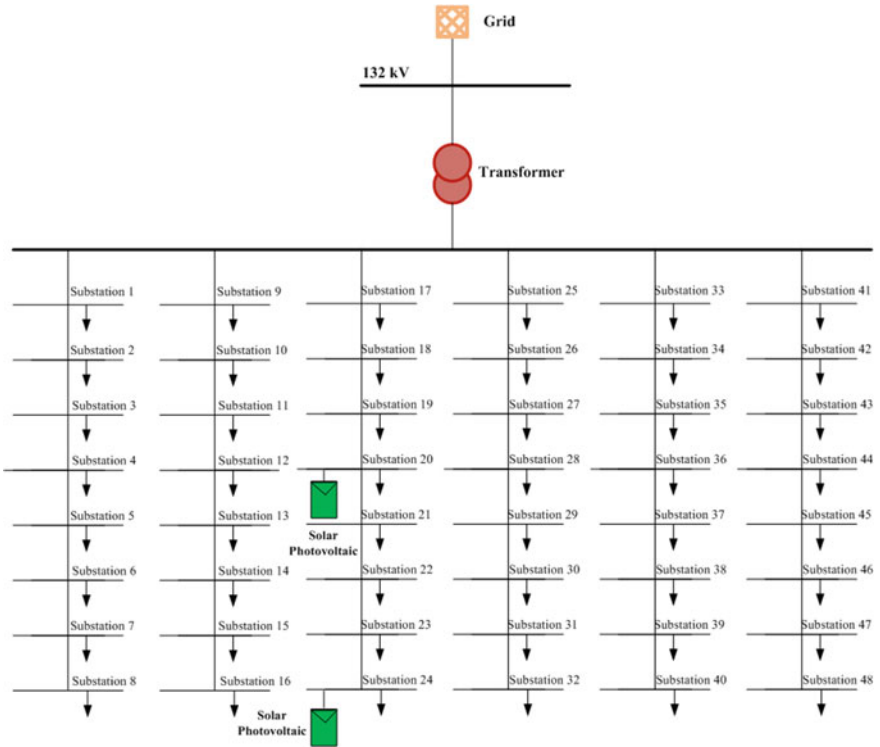 Grid
132 kV
Transformer
Substation 1
Substation 9
Substation 17
Substation 25
Substation 33
Substation 41
Substation 2
Substation 10
Substation 18
Substation 26
Substation 34
Substation 42
Substation 3
Substation 11
Substation 19
Substation 27
Substation 35
Substation 43
Substation 4
Substation 12
Substation 20
Substation 28
Substation 36
Substation 44
Substation 5
Substation 13
Substation 21
Substation 29
Substation 37
Substation 45
Solar
Photovoltaic
Substation 6
Substation 14
Substation 22
Substation 30
Substation 38
Substation 46
Substation 7
Substation 15
Substation 23
Substation 31
Substation 39
Substation 47
Substation 8
Substation 16
Substation 24
Substation 32
Substation 40
Substation 48
Solar
Photovoltaic